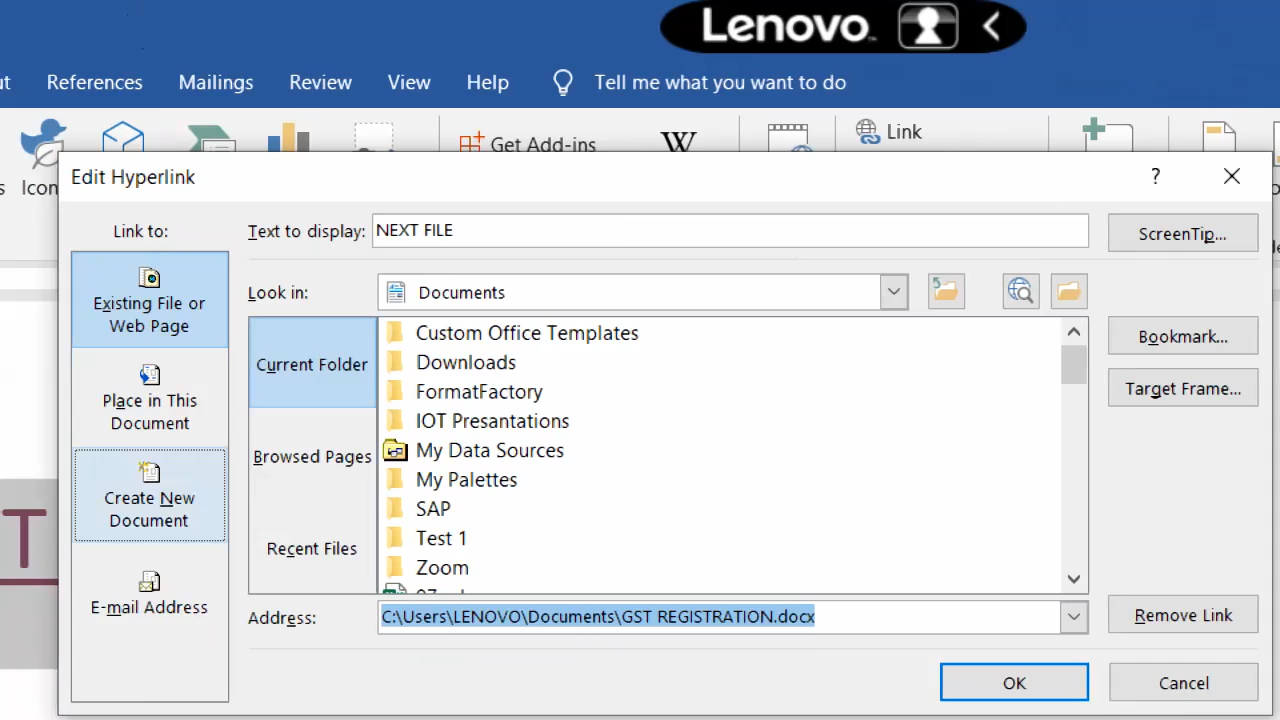 Lenovo™
References Mailings Review View Help Tell me what you want to do
Get Add-ins W Link
Edit Hyperlink ?
Link to: Text to display: NEXT FILE ScreenTip...
Existing File or
Web Page
Place in This
Document
Create New
Document
E-mail Address
Look in: Documents
Current Folder
Browsed Pages
Recent Files
Custom Office Templates
Downloads
FormatFactory
IOT Presantations
My Data Sources
My Palettes
SAP
Test 1
Zoom
Bookmark...
Target Frame...
Address: C:\Users\LENOVO\Documents\GST REGISTRATION.docx Remove Link
OK Cancel
T